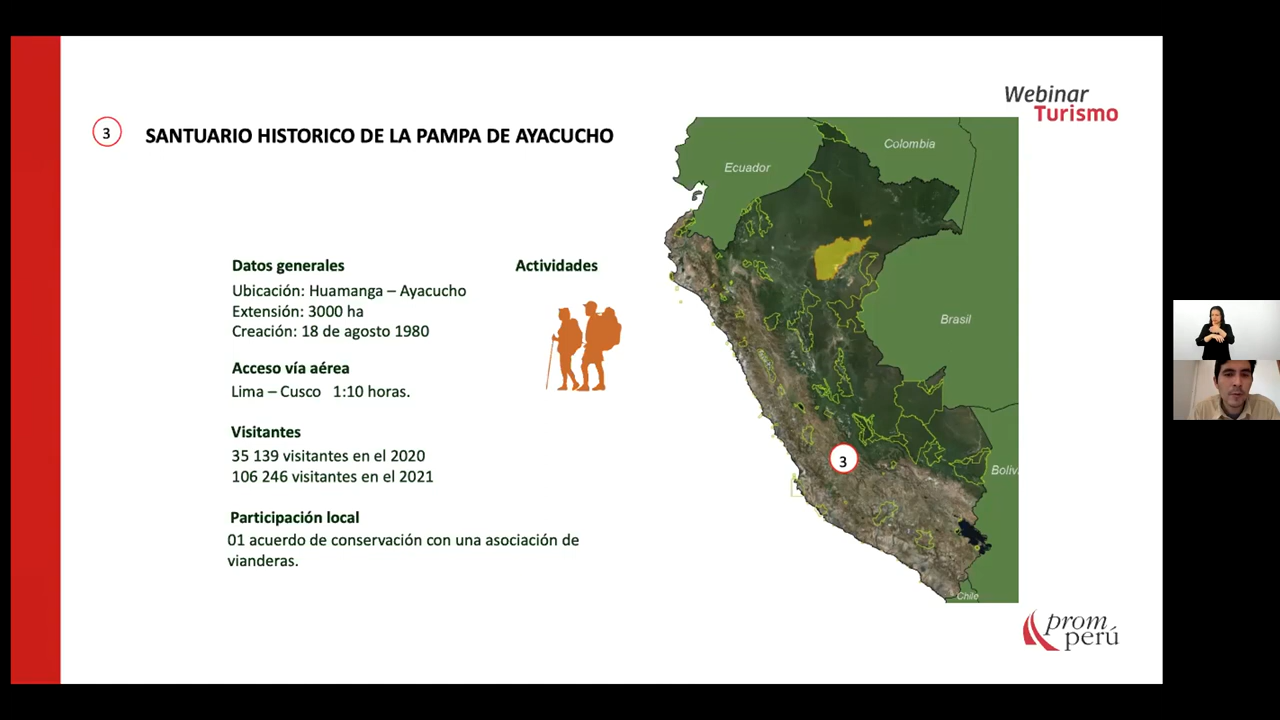 Webinar
Turismo
3
SANTUARIO HISTORICO DE LA PAMPA DE AYACUCHO
Datos generales
Ubicación: Huamanga – Ayacucho
Extensión: 3000 ha
Creación: 18 de agosto 1980
Acceso vía aérea
Lima – Cusco 1:10 horas.
Visitantes
35 139 visitantes en el 2020
106 246 visitantes en el 2021
Participación local
01 acuerdo de conservación con una asociación de
vianderas.
Actividades
Ecuador
Colombia
Brasil
3
Boliv
Chile
prom
perú